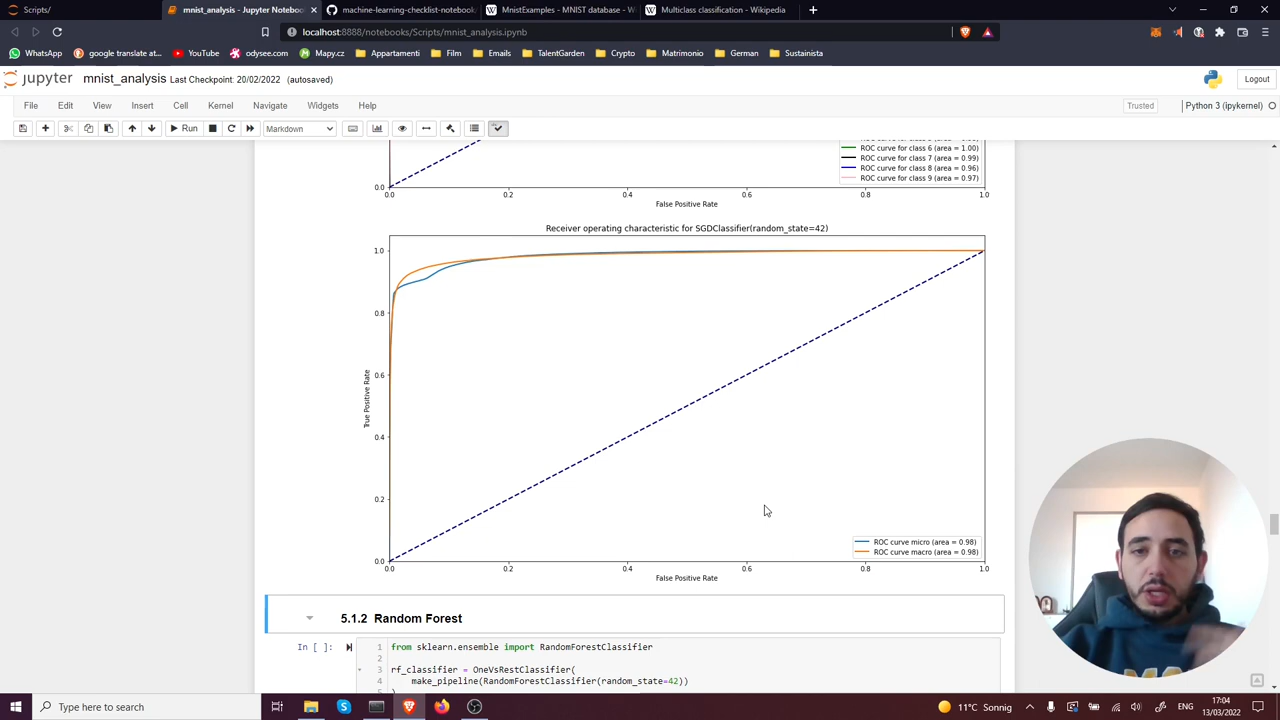 Scripts/
mnist_analysis - Jupyter Noteboo
machine-learning-checklist-notebook
MnistExamples - MNIST database - Wi
Multiclass classification - Wikipedia
localhost:8888/notebooks/Scripts/mnist_analysis.ipynb
WhatsApp
google translate at...
YouTube
odysee.com
Mapy.cz
Appartamenti
Film
Emails
TalentGarden
Crypto
Matrimonio
German
Sustainista
jupyter
mnist_analysis Last Checkpoint: 20/02/2022 (autosaved)
Logout
File
Edit
View
Insert
Cell
Kernel
Navigate
Widgets
Help
Trusted
Python 3 (ipykernel)
Run
Markdown
ROC curve for class 6 (area = 1.00)
ROC curve for class 7 (area = 0.99)
ROC curve for class 8 (area = 0.96)
ROC curve for class 9 (area = 0.97)
0.0
0.0 0.2 0.4 0.6 0.8 1.0
False Positive Rate
Receiver operating characteristic for SGDClassifier(random_state=42)
1.0
0.8
0.6
0.4
0.2
0.0
True Positive Rate
ROC curve micro (area = 0.98)
ROC curve macro (area = 0.98)
0.0 0.2 0.4 0.6 0.8 1.0
False Positive Rate
5.1.2 Random Forest
In [ ]:
1 from sklearn.ensemble import RandomForestClassifier
2
3 rf_classifier = OneVsRestClassifier(
4 make_pipeline(RandomForestClassifier(random_state=42))
Type here to search
11°C Sonnig
ENG
17:04
13/03/2022